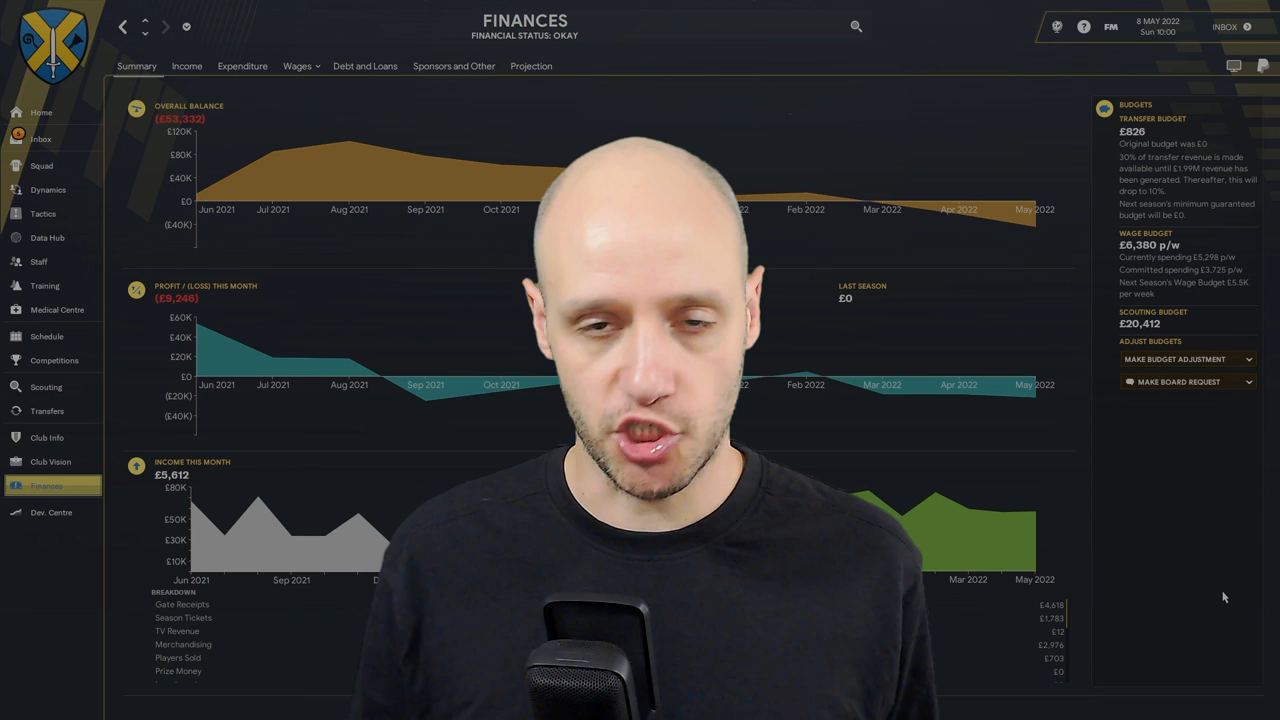 FINANCES
FINANCIAL STATUS: OKAY
FM
8 MAY 2022
Sun 10:00
INBOX
Summary
Income
Expenditure
Wages
Debt and Loans
Sponsors and Other
Projection
Home
6
Inbox
Squad
Dynamics
Tactics
Data Hub
Staff
Training
Medical Centre
Schedule
Competitions
Scouting
Transfers
Club Info
Club Vision
Finances
Dev. Centre
OVERALL BALANCE
(£53,332)
£120K
£80K
£40K
£0
(£40K)
Jun 2021
Jul 2021
Aug 2021
Sep 2021
Oct 2021
22
Feb 2022
Mar 2022
Apr 2022
May 2022
PROFIT / (LOSS) THIS MONTH
(£9,246)
LAST SEASON
£0
£60K
£40K
£20K
£0
(£20K)
(£40K)
Jun 2021
Jul 2021
Aug 2021
Sep 2021
Oct 2021
22
Feb 2022
Mar 2022
Apr 2022
May 2022
INCOME THIS MONTH
£5,612
£80K
£50K
£30K
£10K
Jun 2021
Sep 2021
D
Mar 2022
May 2022
BREAKDOWN
Gate Receipts
£4,618
Season Tickets
£1,783
TV Revenue
£12
Merchandising
£2,976
Players Sold
£703
Prize Money
£0
BUDGETS
TRANSFER BUDGET
£826
Original budget was £0
30% of transfer revenue is made
available until £1.99M revenue has
been generated. Thereafter, this will
drop to 10%.
Next season's minimum guaranteed
budget will be £0.
WAGE BUDGET
£6,380 p/w
Currently spending £5,298 p/w
Committed spending £3,725 p/w
Next Season's Wage Budget £5.5K
per week
SCOUTING BUDGET
£20,412
ADJUST BUDGETS
MAKE BUDGET ADJUSTMENT
MAKE BOARD REQUEST